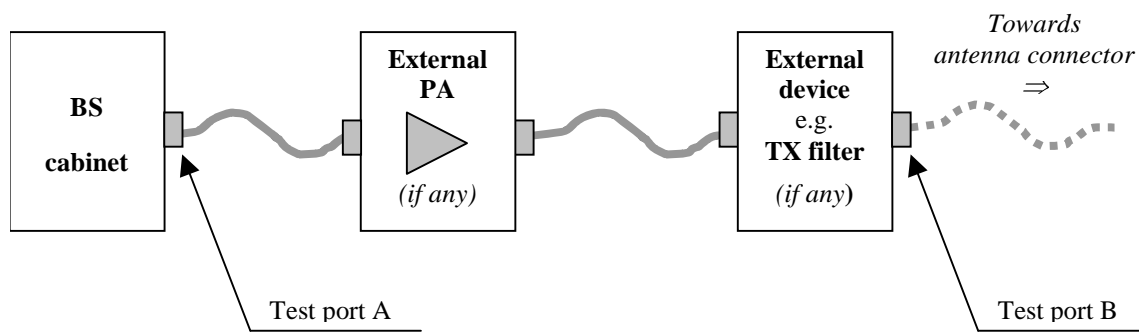 BS
cabinet
External
PA
(if any)
External
device
e.g.
TX filter
(if any)
Towards
antenna connector
⇒
Test port A
Test port B